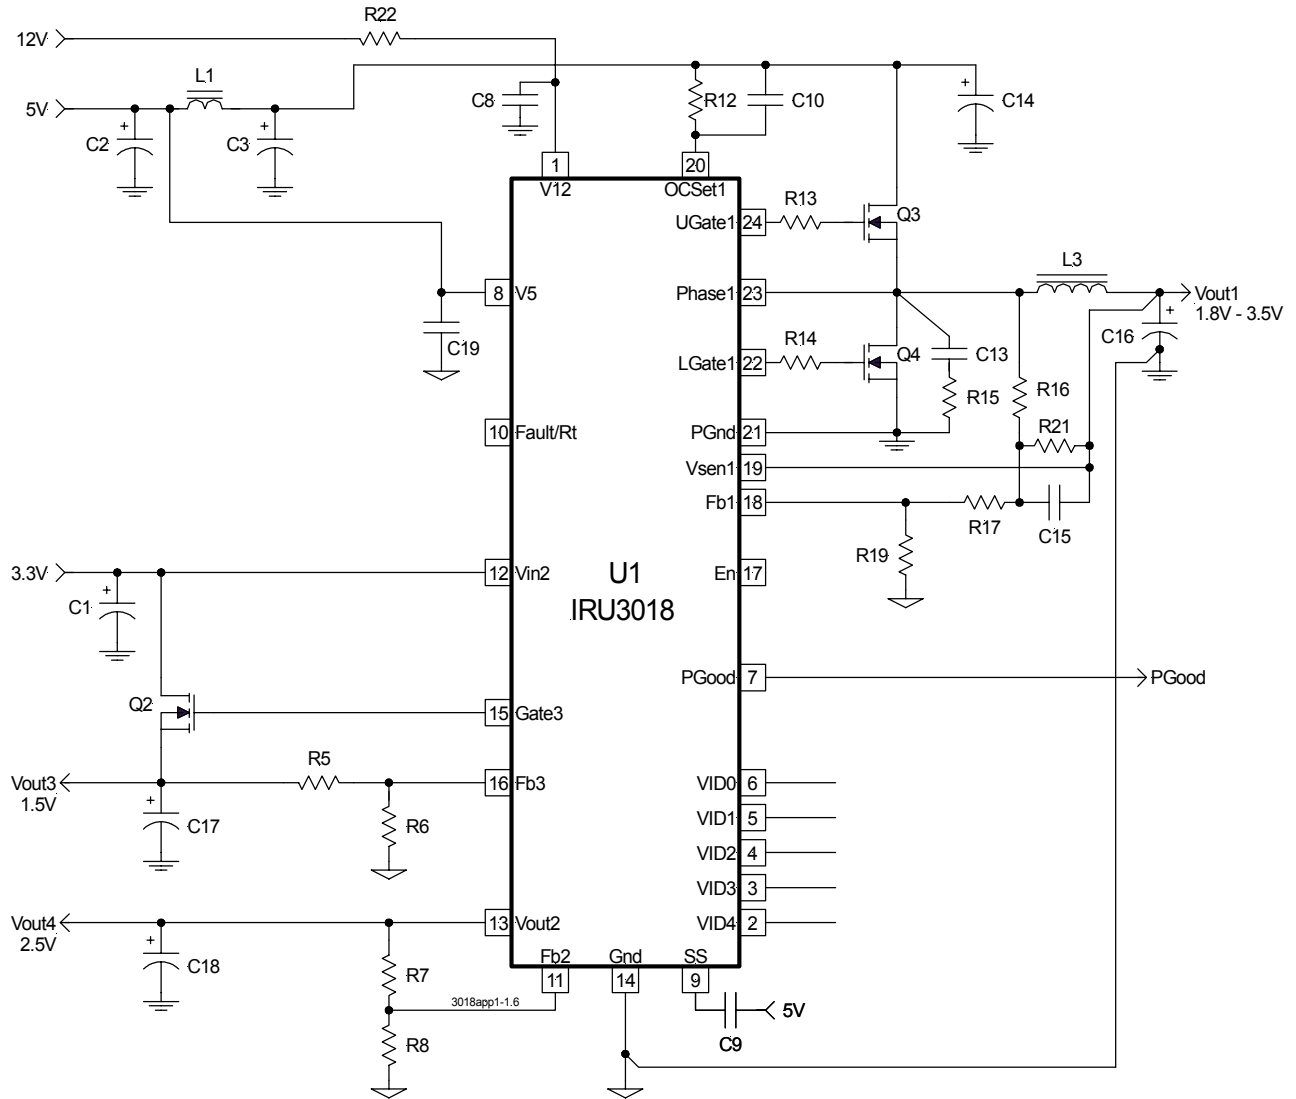 R22
12V
L1
5V
+
C2
+
C3
C8
R12
C10
+
C14
1
V12
20
OCSet1
R13
UGate1 24
Q3
L3
8 V5
Phase1 23
Vout1
1.8V - 3.5V
C19
R14
LGate1 22
Q4
C13
+
C16
R15
R16
10 Fault/Rt
PGnd 21
R21
Vsen1 19
Fb1 18
R17
C15
R19
3.3V
12 Vin2
U1
IRU3018
En 17
+
C1
PGood 7
PGood
Q2
15 Gate3
R5
Vout3
1.5V
16 Fb3
VID0 6
+
C17
R6
VID1 5
VID2 4
VID3 3
Vout4
2.5V
13 Vout2
VID4 2
+
C18
R7
Fb2
11
Gnd
14
SS
9
3018app1-1.6
5V
C9
R8